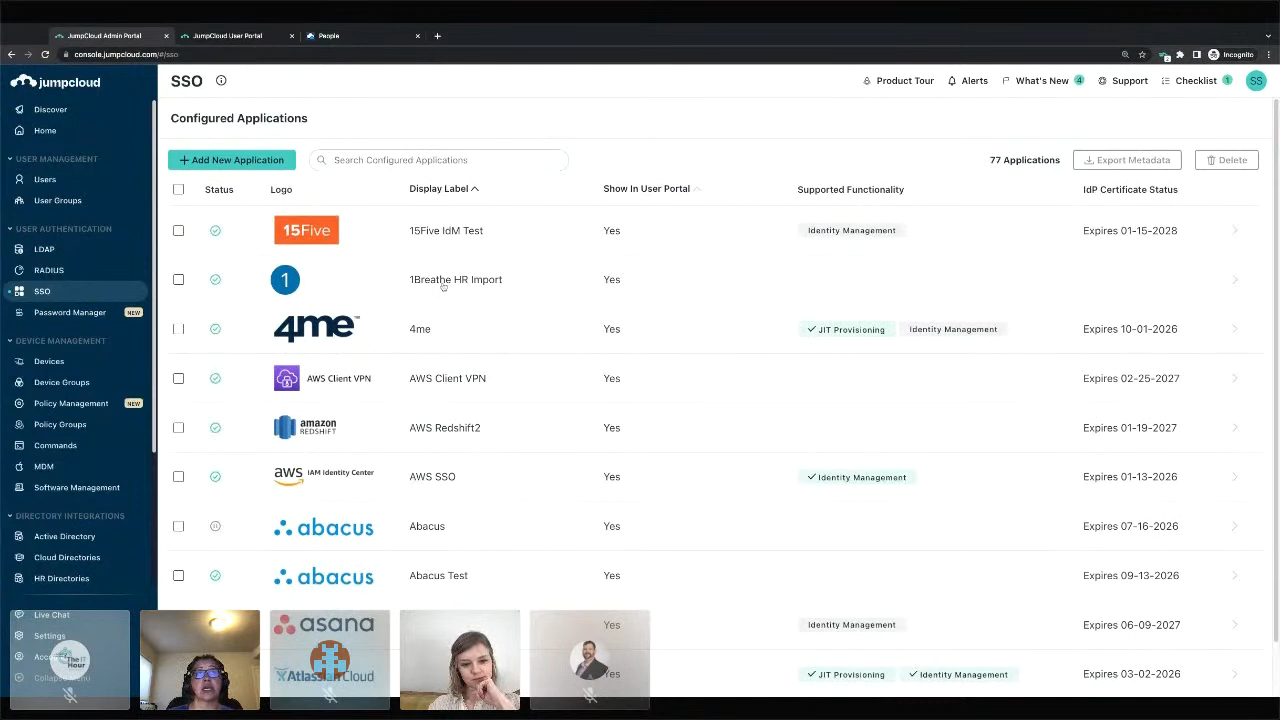 JumpCloud Admin Portal
JumpCloud User Portal
People
console.jumpcloud.com/#/sso
Incognito
jumpcloud
SSO
Product Tour
Alerts
What's New 4
Support
Checklist 1
SS
Discover
Home
USER MANAGEMENT
Users
User Groups
USER AUTHENTICATION
LDAP
RADIUS
SSO
Password Manager NEW
DEVICE MANAGEMENT
Devices
Device Groups
Policy Management NEW
Policy Groups
Commands
MDM
Software Management
DIRECTORY INTEGRATIONS
Active Directory
Cloud Directories
HR Directories
Live Chat
Settings
Configured Applications
+ Add New Application
Search Configured Applications
77 Applications
Export Metadata
Delete
Status Logo Display Label Show In User Portal Supported Functionality IdP Certificate Status
15Five 15Five IdM Test Yes Identity Management Expires 01-15-2028
1 1Breathe HR Import Yes
4me 4me Yes JIT Provisioning Identity Management Expires 10-01-2026
AWS Client VPN AWS Client VPN Yes Expires 02-25-2027
amazon REDSHIFT AWS Redshift2 Yes Expires 01-19-2027
aws IAM Identity Center AWS SSO Yes Identity Management Expires 01-13-2026
abacus Abacus Yes Expires 07-16-2026
abacus Abacus Test Yes Expires 09-13-2026
asana Yes Identity Management Expires 06-09-2027
Yes JIT Provisioning Identity Management Expires 03-02-2026
The IT Hour